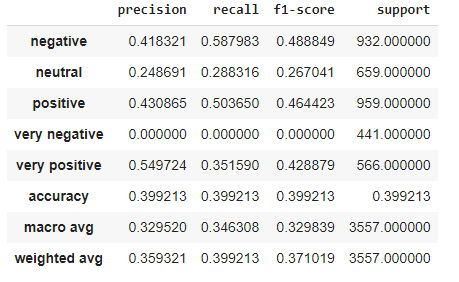 precision recall f1-score support
negative 0.418321 0.587983 0.488849 932.000000
neutral 0.248691 0.288316 0.267041 659.000000
positive 0.430865 0.503650 0.464423 959.000000
very negative 0.000000 0.000000 0.000000 441.000000
very positive 0.549724 0.351590 0.428879 566.000000
accuracy 0.399213 0.399213 0.399213 0.399213
macro avg 0.329520 0.346308 0.329839 3557.000000
weighted avg 0.359321 0.399213 0.371019 3557.000000